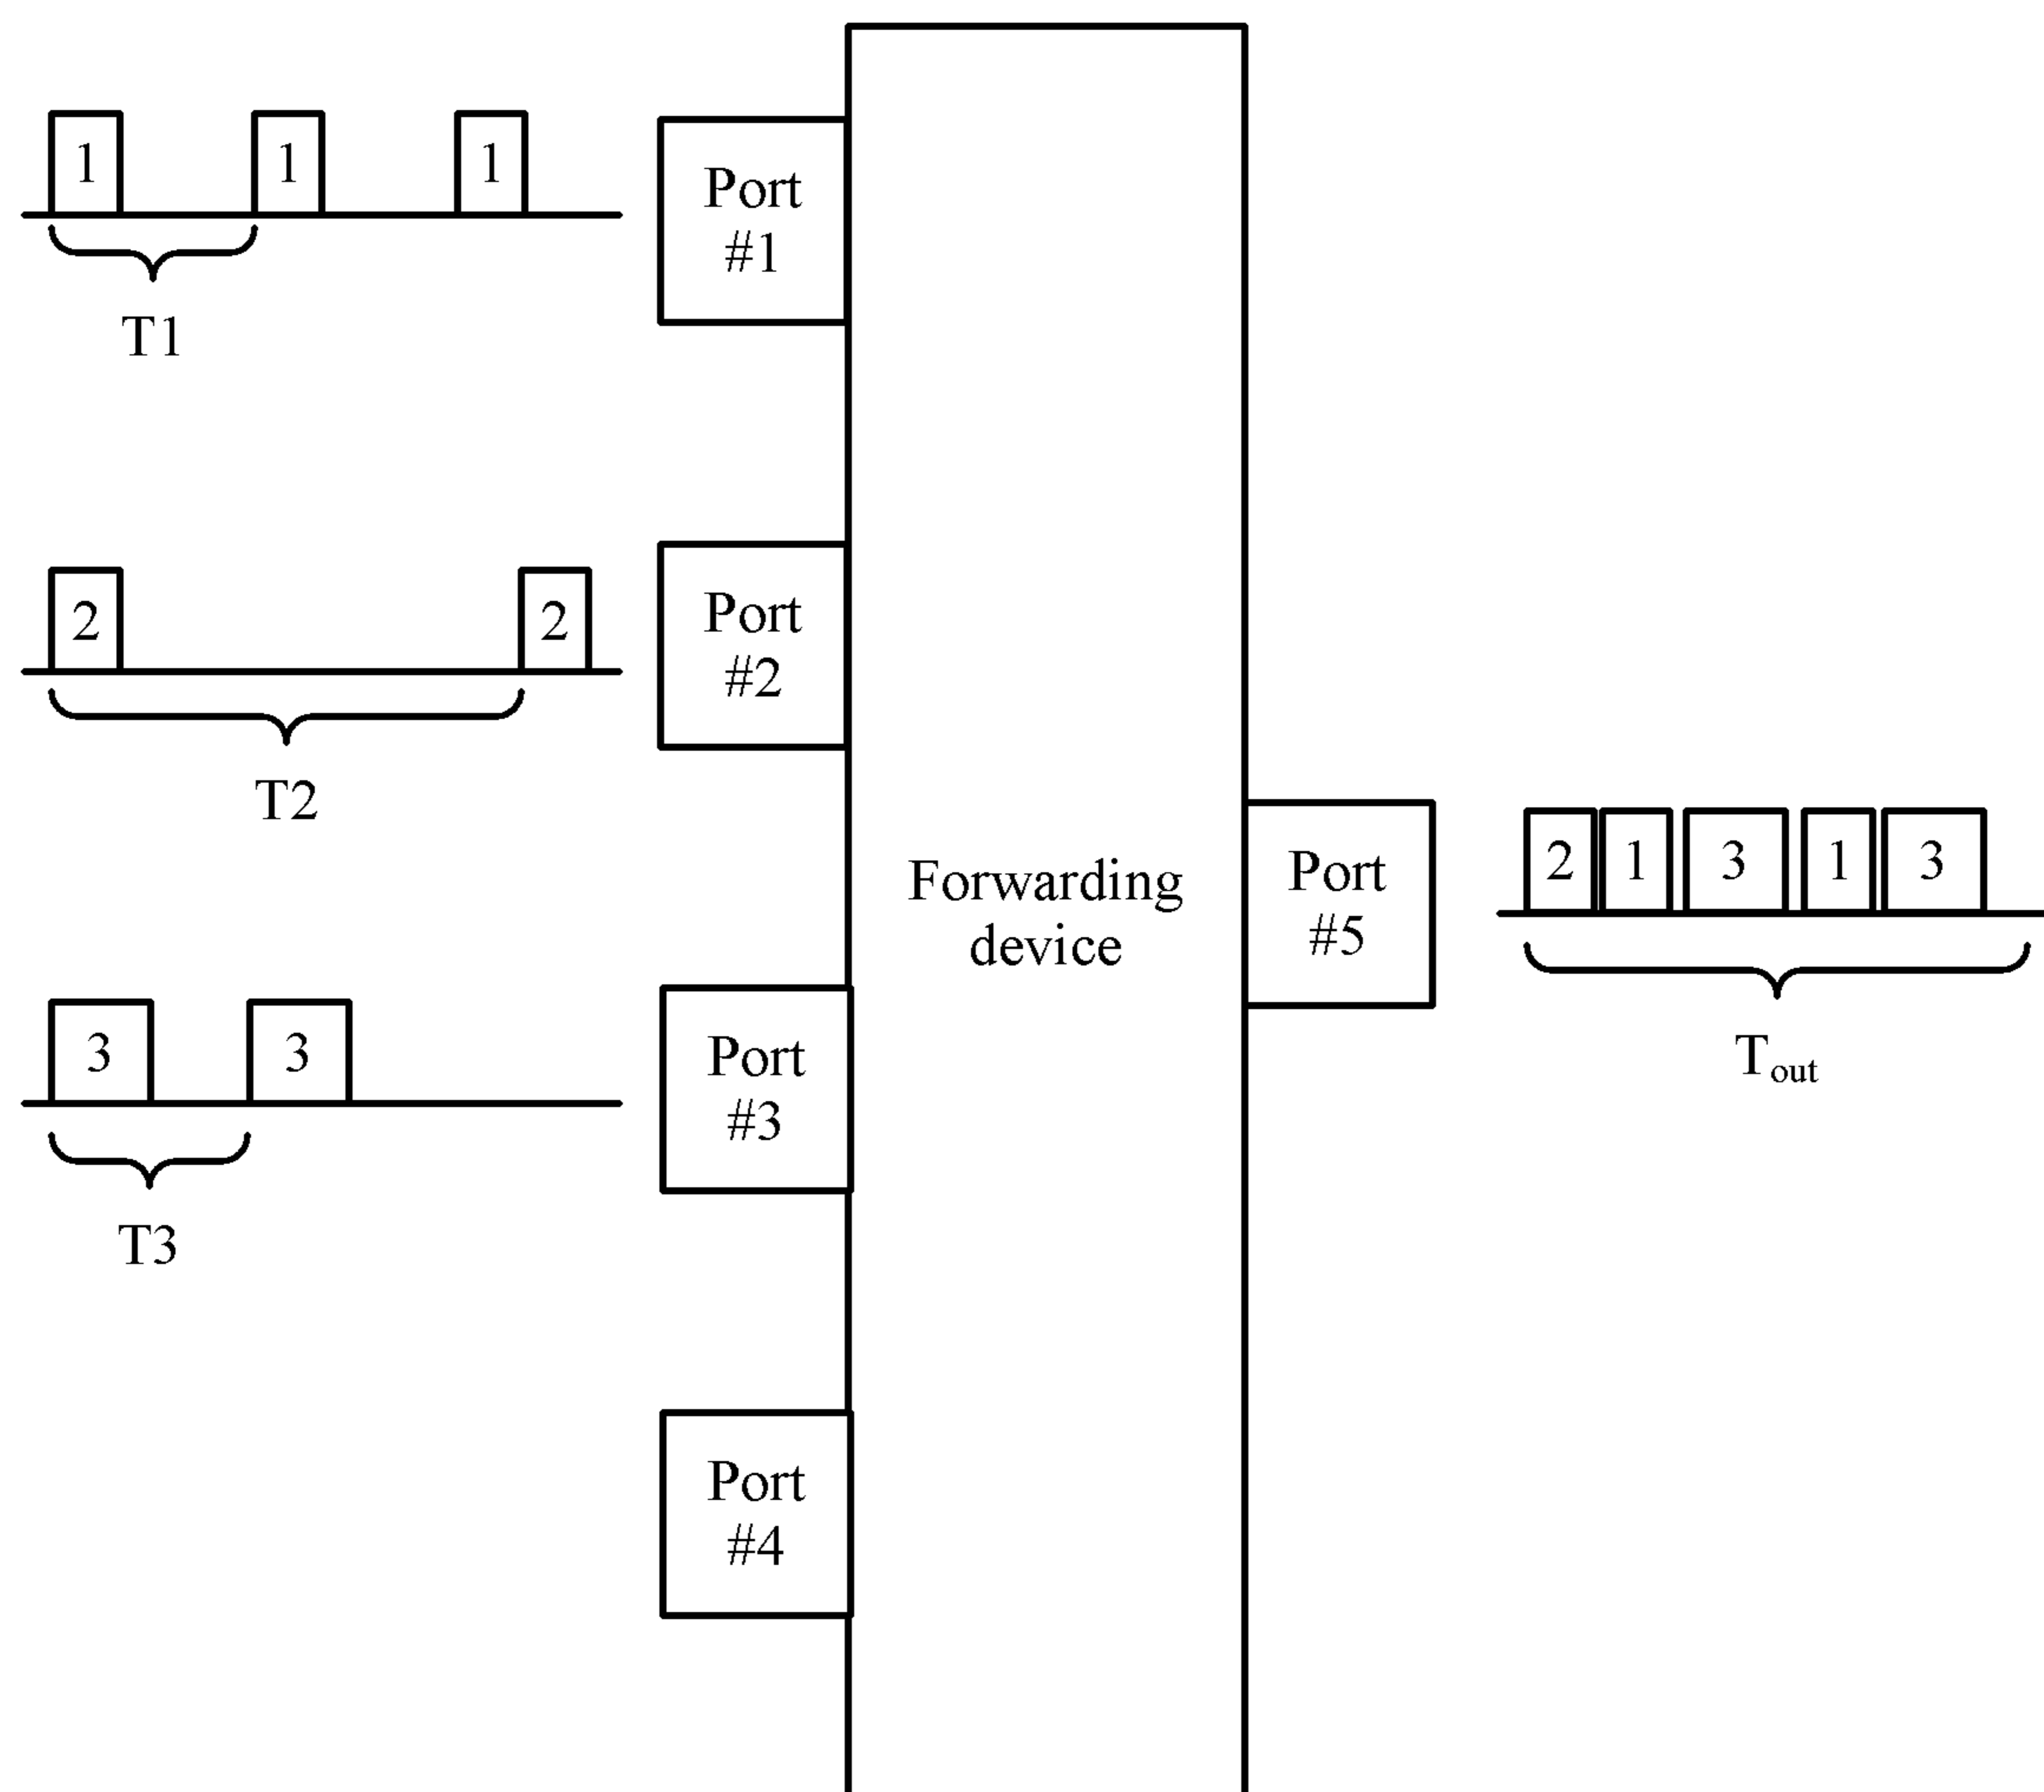 1 1 1
T1
Port
#1
2 2
T2
Port
#2
3 3
T3
Port
#3
Port
#4
Forwarding
device
Port
#5
2 1 3 1 3
Tout